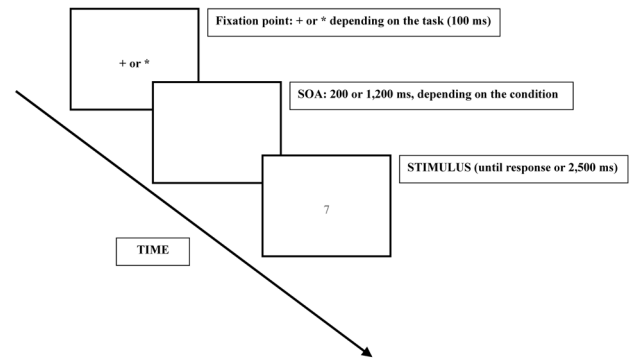 Fixation point: + or * depending on the task (100 ms)
+ or *
SOA: 200 or 1,200 ms, depending on the condition
STIMULUS (until response or 2,500 ms)
7
TIME